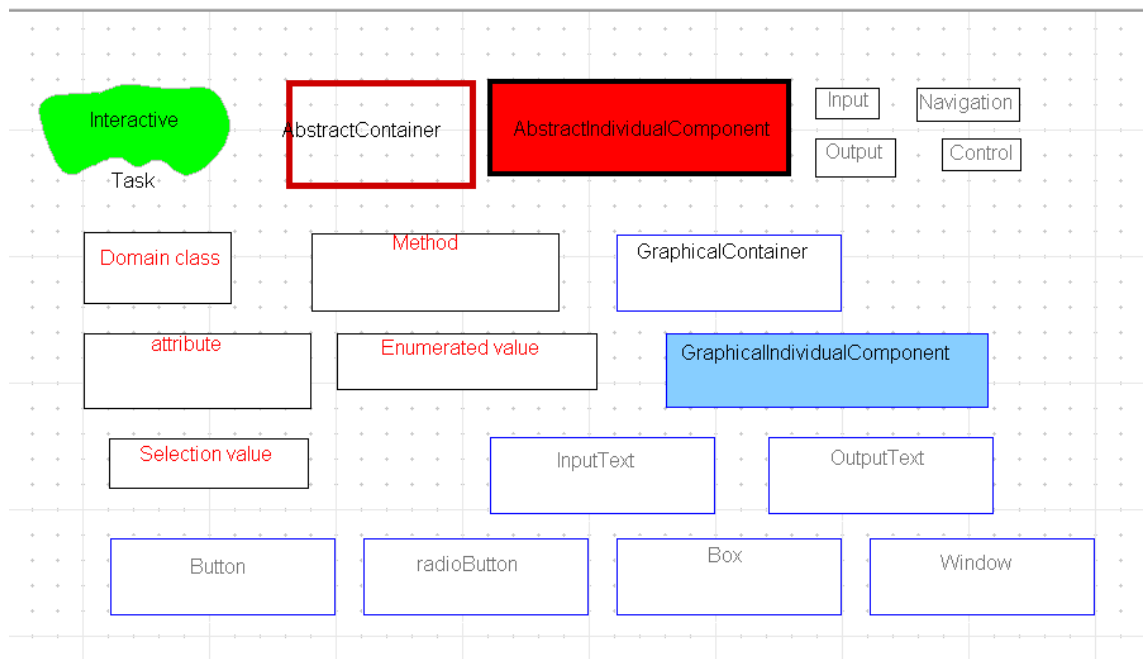 Interactive
Task
AbstractContainer
AbstractIndividualComponent
Input
Navigation
Output
Control
Domain class
Method
GraphicalContainer
attribute
Enumerated value
GraphicalIndividualComponent
Selection value
InputText
OutputText
Button
radioButton
Box
Window